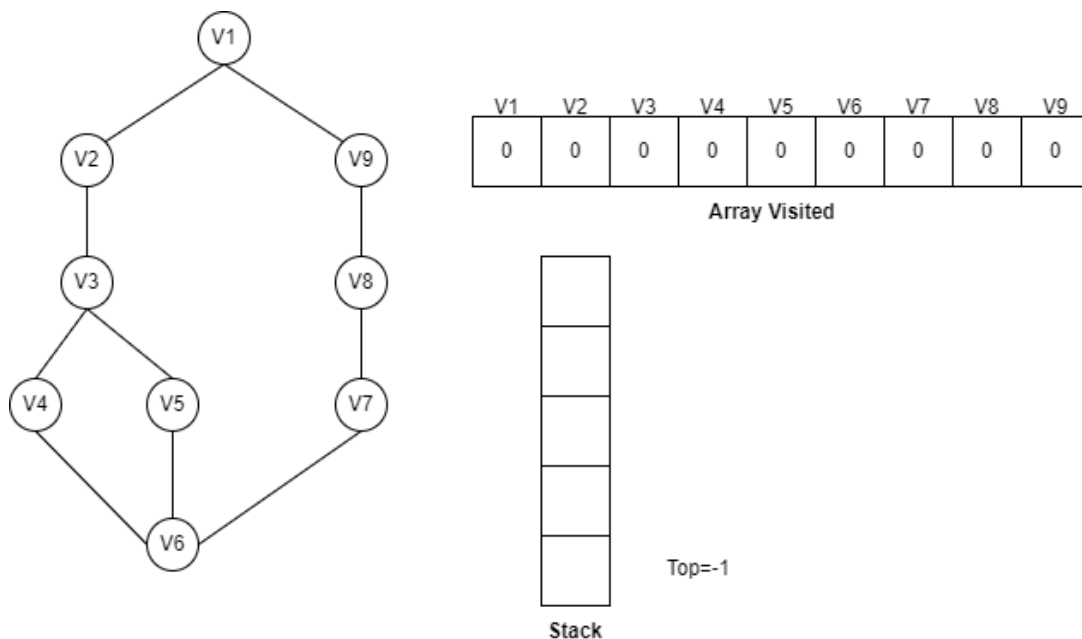 V1
V2 V9
V3 V8
V4 V5 V7
V6
V1 V2 V3 V4 V5 V6 V7 V8 V9
0 0 0 0 0 0 0 0 0
Array Visited
Top=-1
Stack